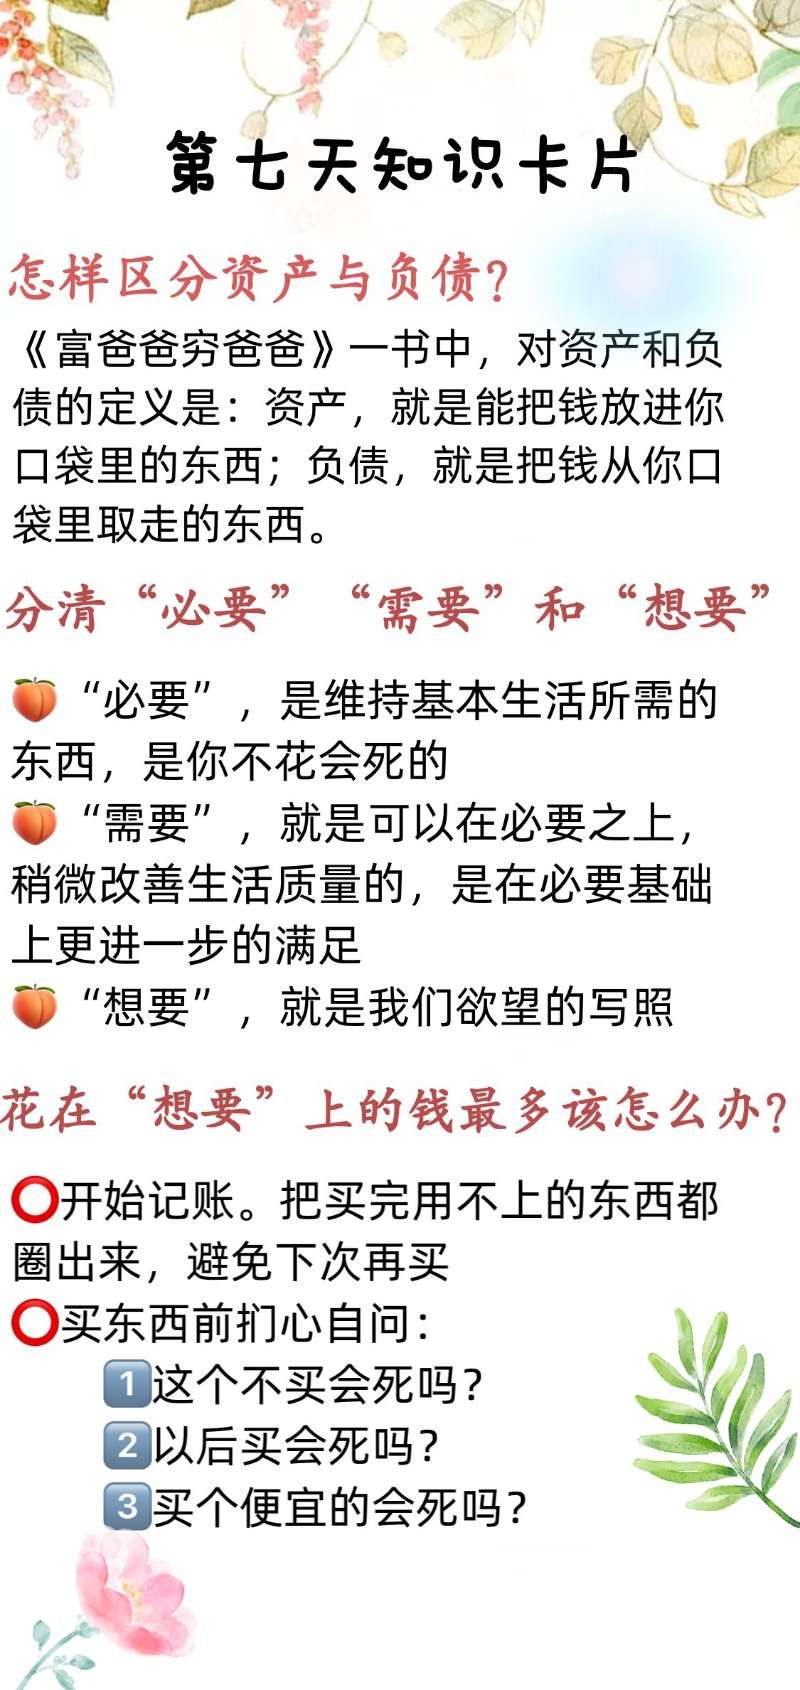 第七天知识卡片
怎样区分资产与负债？
《富爸爸穷爸爸》一书中，对资产和负
债的定义是：资产，就是能把钱放进你
口袋里的东西；负债，就是把钱从你口
袋里取走的东西。
分清“必要”“需要”和“想要”
🍑“必要”，是维持基本生活所需的
东西，是你不花会死的
🍑“需要”，就是可以在必要之上，
稍微改善生活质量的，是在必要基础
上更进一步的满足
🍑“想要”，就是我们欲望的写照
花在“想要”上的钱最多该怎么办？
⭕开始记账。把买完用不上的东西都
圈出来，避免下次再买
⭕买东西前扪心自问：
1️⃣这个不买会死吗？
2️⃣以后买会死吗？
3️⃣买个便宜的会死吗？